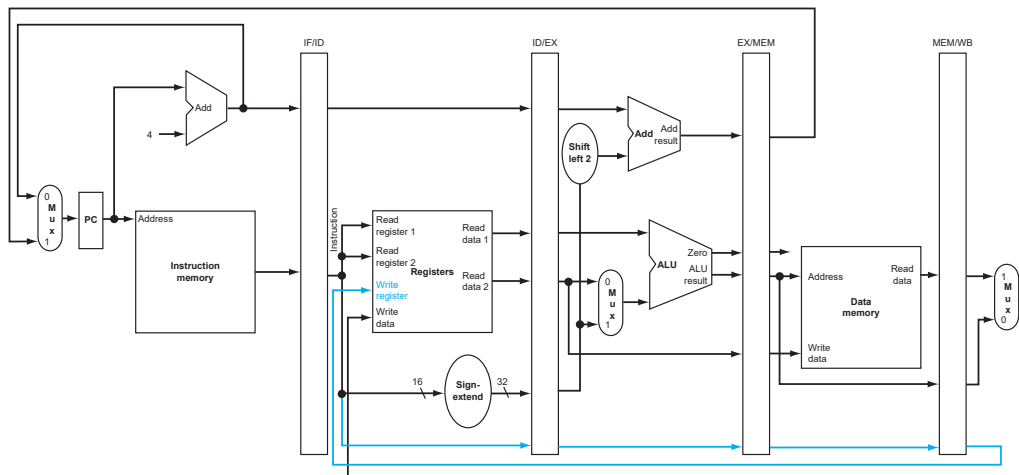 IF/ID
ID/EX
EX/MEM
MEM/WB
Add
4
Shift
left 2
Add
Add
result
0
M
u
x
1
PC
Address
Instruction
memory
Instruction
Read
register 1
Read
register 2
Write
register
Write
data
Registers
Read
data 1
Read
data 2
16
Sign-
extend
32
0
M
u
x
1
ALU
Zero
ALU
result
Address
Write
data
Data
memory
Read
data
1
M
u
x
0